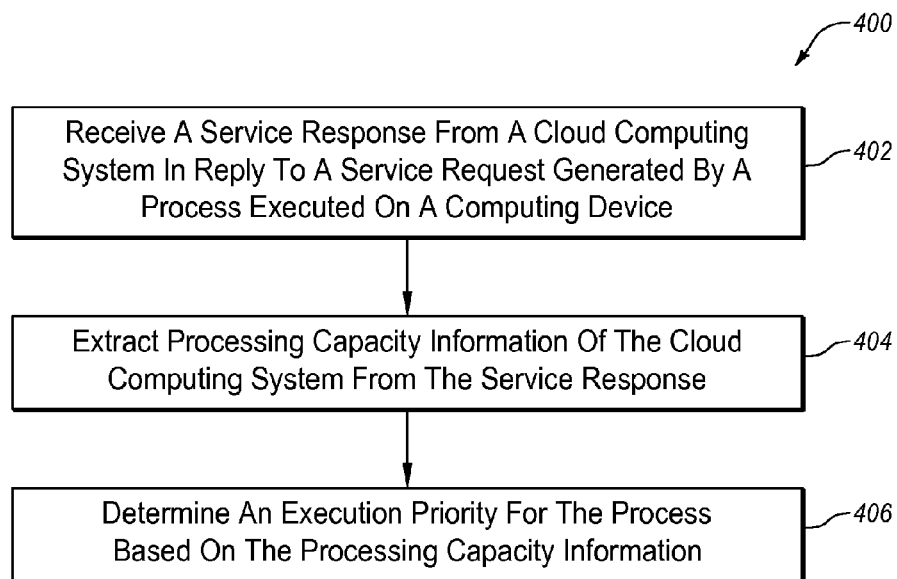 400
Receive A Service Response From A Cloud Computing
System In Reply To A Service Request Generated By A
Process Executed On A Computing Device
402
Extract Processing Capacity Information Of The Cloud
Computing System From The Service Response
404
Determine An Execution Priority For The Process
Based On The Processing Capacity Information
406